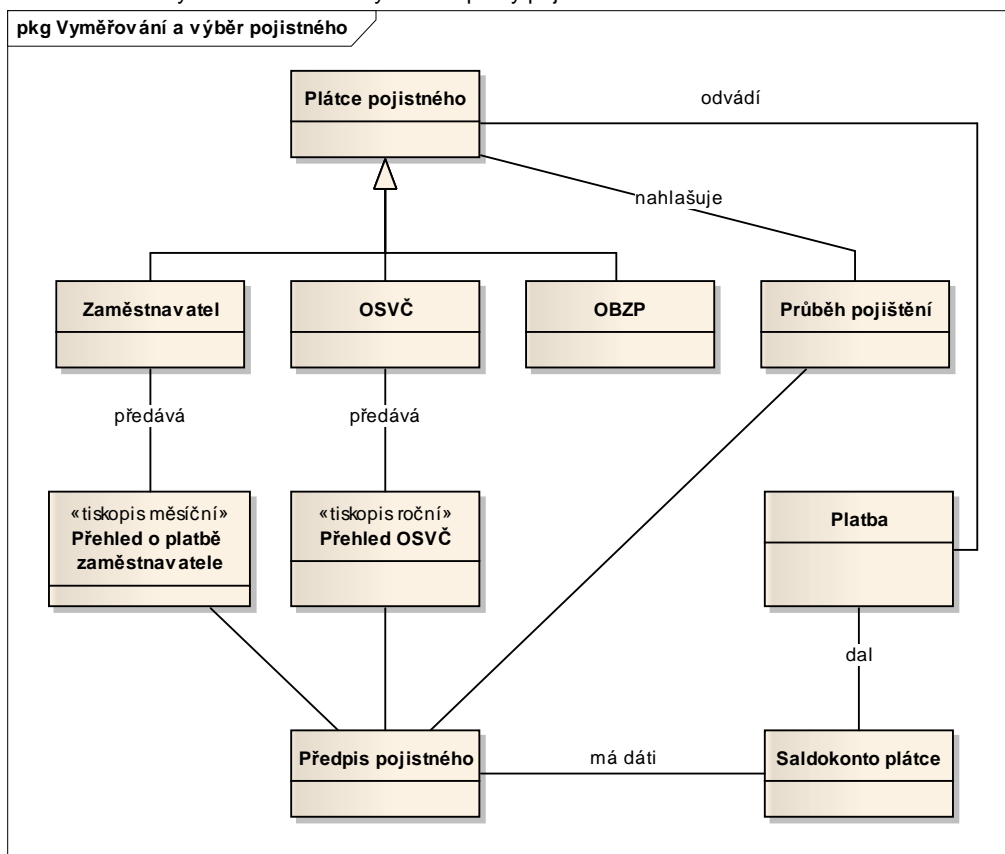 pkg Vyměřování a výběr pojistného
Plátce pojistného
odvádí
nahlašuje
Zaměstnavatel
OSVČ
OBZP
Průběh pojištění
předává
předává
«tiskopis měsíční»
Přehled o platbě
zaměstnavatele
«tiskopis roční»
Přehled OSVČ
Platba
dal
Předpis pojistného
má dáti
Saldokonto plátce